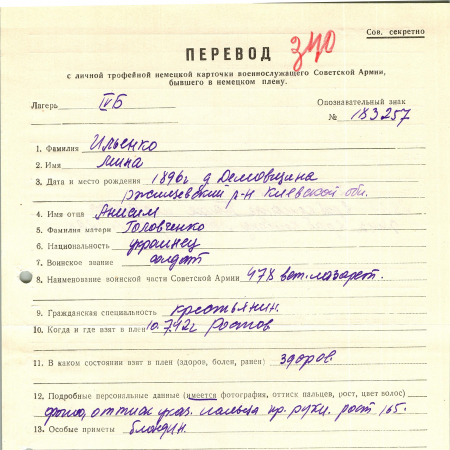 Сов. секретно
ПЕРЕВОД 340
с личной трофейной немецкой карточки военнослужащего Советской Армии,
бывшего в немецком плену.
Лагерь IVБ Опознавательный знак
№ 183257
1. Фамилия Ильенко
2. Имя Мина
3. Дата и место рождения 1896г д Демовщина
ржищевский р-н Киевской обл.
4. Имя отца Анисим
5. Фамилия матери Головченко
6. Национальность украинец
7. Воинское звание солдат
8. Наименование воинской части Советской Армии 478 вет. лазарет.
9. Гражданская специальность крестьянин.
10. Когда и где взят в плен 10.7.42г Ростов
11. В каком состоянии взят в плен (здоров, болен, ранен) здоров.
12. Подробные персональные данные (имеется фотография, оттиск пальцев, рост, цвет волос)
фото, оттиск указ. пальца пр. руки. рост 165.
13. Особые приметы блондин.